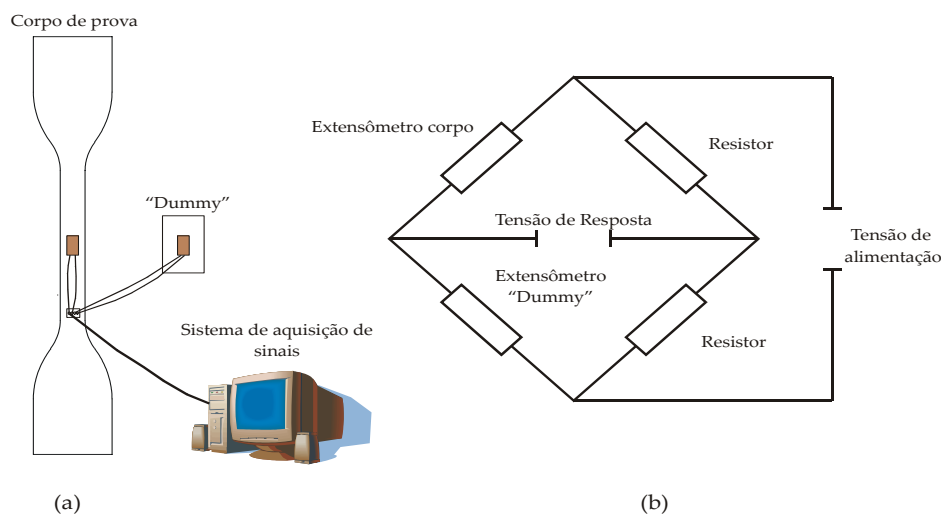 Corpo de prova
"Dummy"
Sistema de aquisição de
sinais
(a)
Extensômetro corpo
Resistor
Tensão de Resposta
Extensômetro
"Dummy"
Resistor
Tensão de
alimentação
(b)